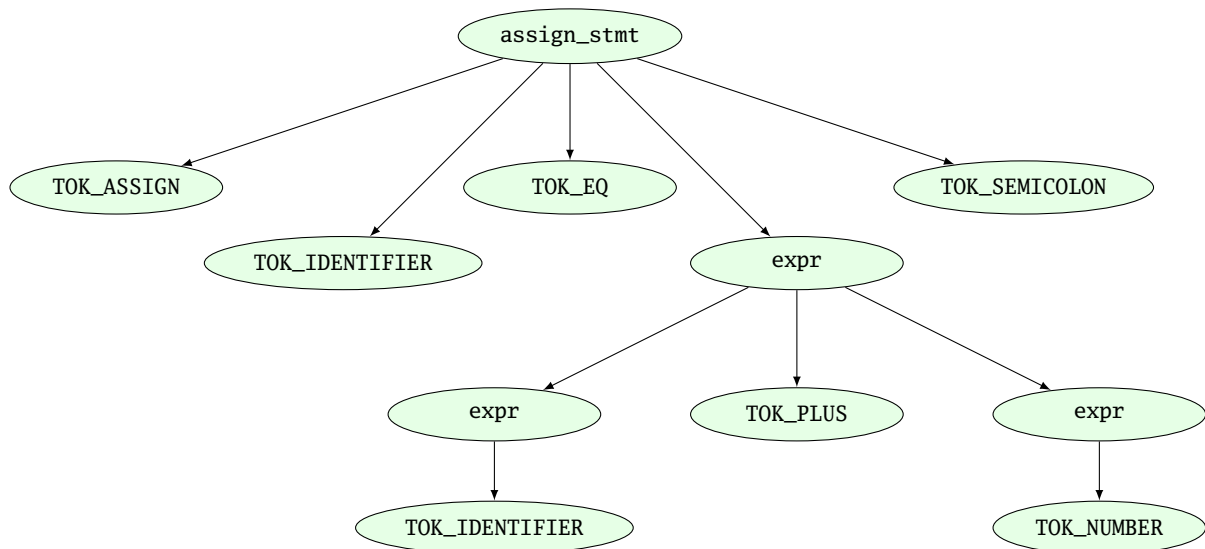 assign_stmt
TOK_ASSIGN
TOK_EQ
TOK_SEMICOLON
TOK_IDENTIFIER
expr
expr
TOK_PLUS
expr
TOK_IDENTIFIER
TOK_NUMBER